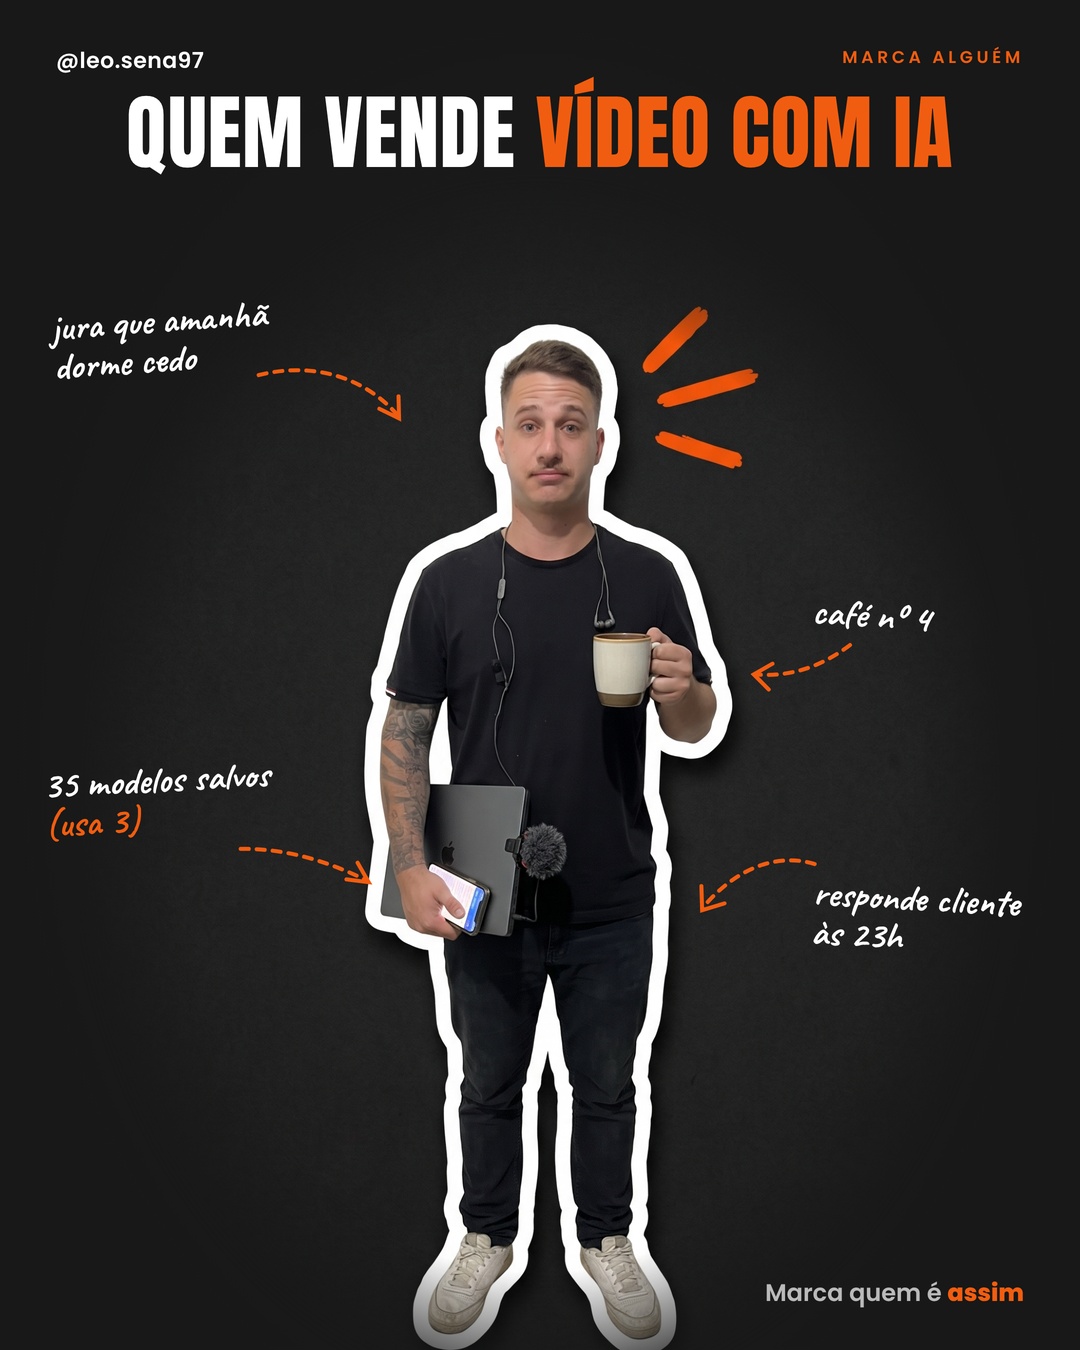 @leo.sena97
MARCA ALGUÉM
QUEM VENDE VÍDEO COM IA
jura que amanhã
dorme cedo
café nº 4
35 modelos salvos
(usa 3)
responde cliente
às 23h
Marca quem é assim